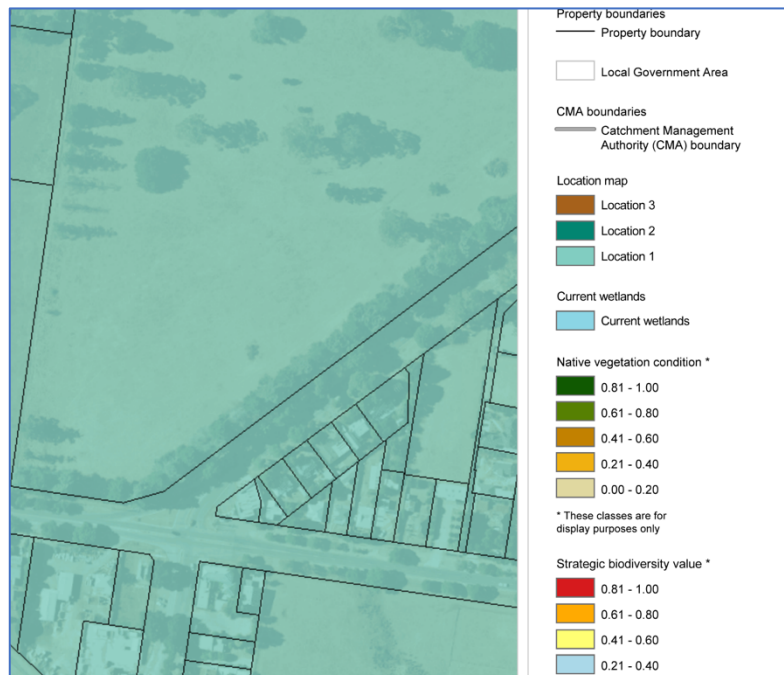 Property boundaries
Property boundary
Local Government Area
CMA boundaries
Catchment Management
Authority (CMA) boundary
Location map
Location 3
Location 2
Location 1
Current wetlands
Current wetlands
Native vegetation condition *
0.81 - 1.00
0.61 - 0.80
0.41 - 0.60
0.21 - 0.40
0.00 - 0.20
* These classes are for
display purposes only
Strategic biodiversity value *
0.81 - 1.00
0.61 - 0.80
0.41 - 0.60
0.21 - 0.40